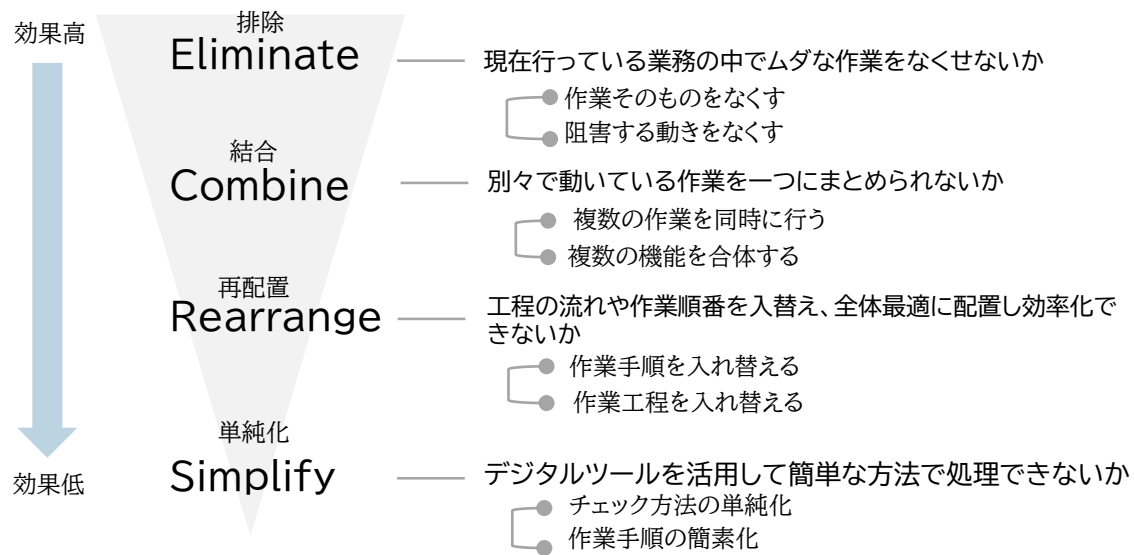 効果高
排除
Eliminate
現在行っている業務の中でムダな作業をなくせないか
作業そのものをなくす
阻害する動きをなくす
結合
Combine
別々で動いている作業を一つにまとめられないか
複数の作業を同時に行う
複数の機能を合体する
再配置
Rearrange
工程の流れや作業順番を入替え、全体最適に配置し効率化で
きないか
作業手順を入れ替える
作業工程を入れ替える
単純化
Simplify
効果低
デジタルツールを活用して簡単な方法で処理できないか
チェック方法の単純化
作業手順の簡素化